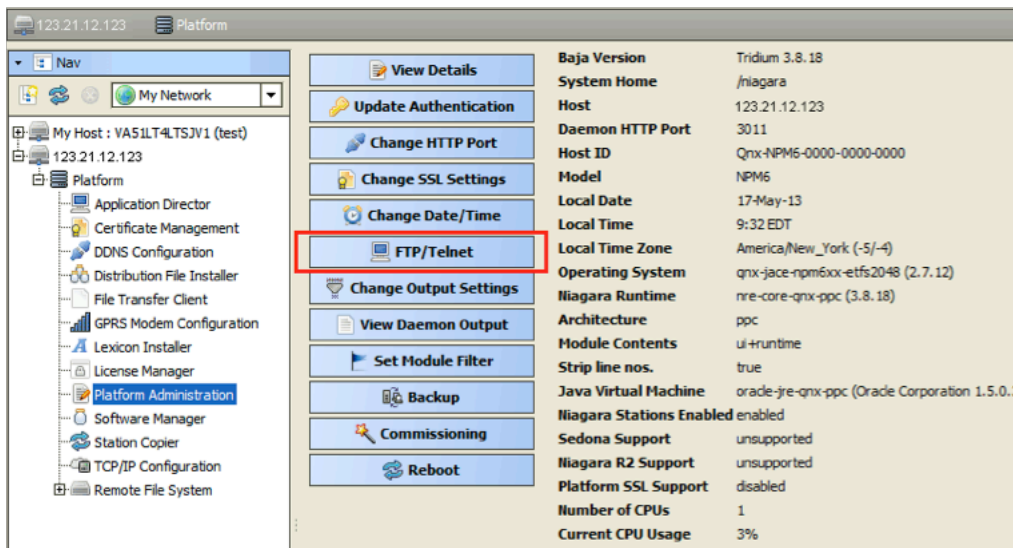 123.21.12.123 Platform
Nav
My Network
My Host : VA51LT4LTSJV1 (test)
123.21.12.123
Platform
Application Director
Certificate Management
DDNS Configuration
Distribution File Installer
File Transfer Client
GPRS Modem Configuration
Lexicon Installer
License Manager
Platform Administration
Software Manager
Station Copier
TCP/IP Configuration
Remote File System
View Details
Update Authentication
Change HTTP Port
Change SSL Settings
Change Date/Time
FTP/Telnet
Change Output Settings
View Daemon Output
Set Module Filter
Backup
Commissioning
Reboot
Baja Version Tridium 3.8.18
System Home /niagara
Host 123.21.12.123
Daemon HTTP Port 3011
Host ID Qnx-NPM6-0000-0000-0000
Model NPM6
Local Date 17-May-13
Local Time 9:32 EDT
Local Time Zone America/New_York (-5/-4)
Operating System qnx-jace-npm6xx-etfs2048 (2.7.12)
Niagara Runtime nre-core-qnx-ppc (3.8.18)
Architecture ppc
Module Contents ui+runtime
Strip line nos. true
Java Virtual Machine oracle-jre-qnx-ppc (Oracle Corporation 1.5.0.
Niagara Stations Enabled enabled
Sedona Support unsupported
Niagara R2 Support unsupported
Platform SSL Support disabled
Number of CPUs 1
Current CPU Usage 3%